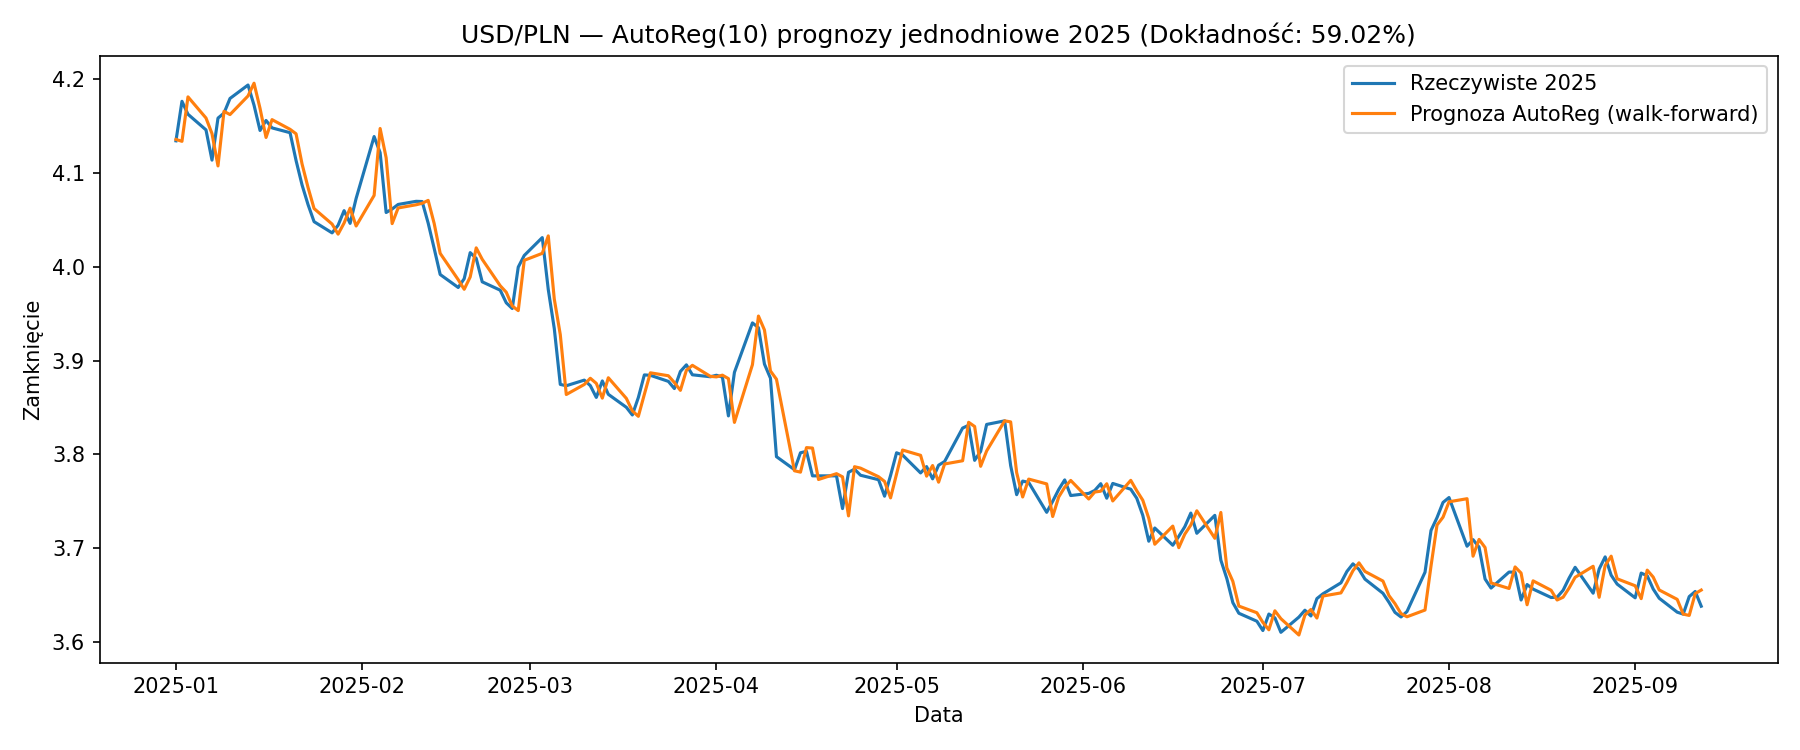 USD/PLN — AutoReg(10) prognozy jednodniowe 2025 (Dokładność: 59.02%)
Rzeczywiste 2025
Prognoza AutoReg (walk-forward)
Zamknięcie
4.2
4.1
4.0
3.9
3.8
3.7
3.6
2025-01 2025-02 2025-03 2025-04 2025-05 2025-06 2025-07 2025-08 2025-09
Data